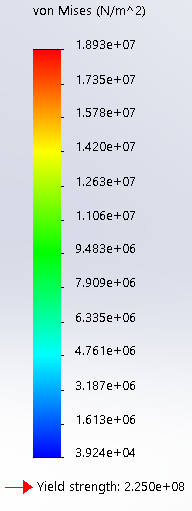 von Mises (N/m^2)
1.893e+07
1.735e+07
1.578e+07
1.420e+07
1.263e+07
1.106e+07
9.483e+06
7.909e+06
6.335e+06
4.761e+06
3.187e+06
1.613e+06
3.924e+04
Yield strength: 2.250e+08